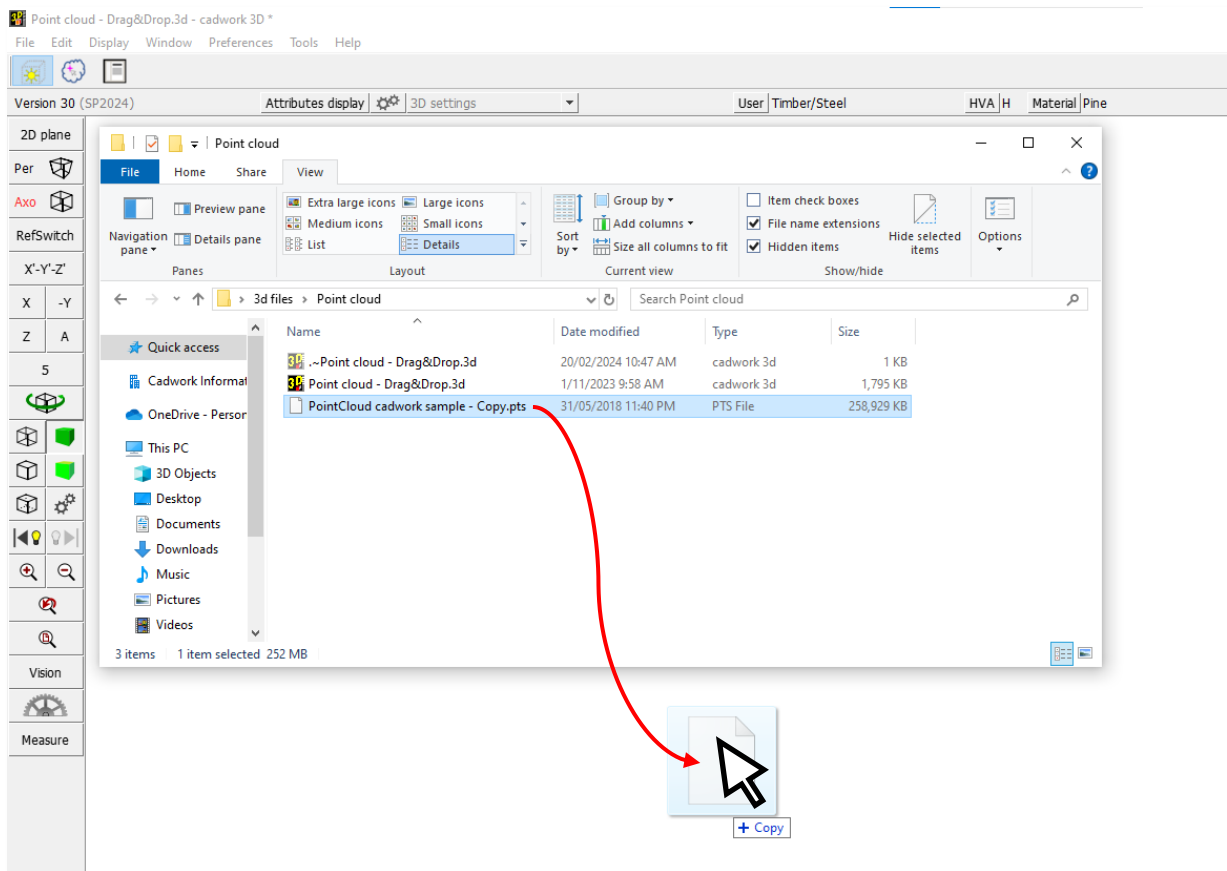 Point cloud - Drag&Drop.3d - cadwork 3D *
File Edit Display Window Preferences Tools Help
Version 30 (SP2024) Attributes display 3D settings User Timber/Steel HVA H Material Pine
2D plane
Per
Axo
RefSwitch
X'-Y'-Z'
X -Y
Z A
5
Vision
Measure
Point cloud
File Home Share View
Navigation pane
Preview pane
Details pane
Panes
Extra large icons Large icons
Medium icons Small icons
List Details
Layout
Sort by
Group by
Add columns
Size all columns to fit
Current view
Item check boxes
File name extensions
Hidden items
Hide selected items
Show/hide
Options
3d files > Point cloud
Search Point cloud
Quick access
Cadwork Informat
OneDrive - Person
This PC
3D Objects
Desktop
Documents
Downloads
Music
Pictures
Videos
Name Date modified Type Size
.~Point cloud - Drag&Drop.3d 20/02/2024 10:47 AM cadwork 3d 1 KB
Point cloud - Drag&Drop.3d 1/11/2023 9:58 AM cadwork 3d 1,795 KB
PointCloud cadwork sample - Copy.pts 31/05/2018 11:40 PM PTS File 258,929 KB
3 items 1 item selected 252 MB
+ Copy